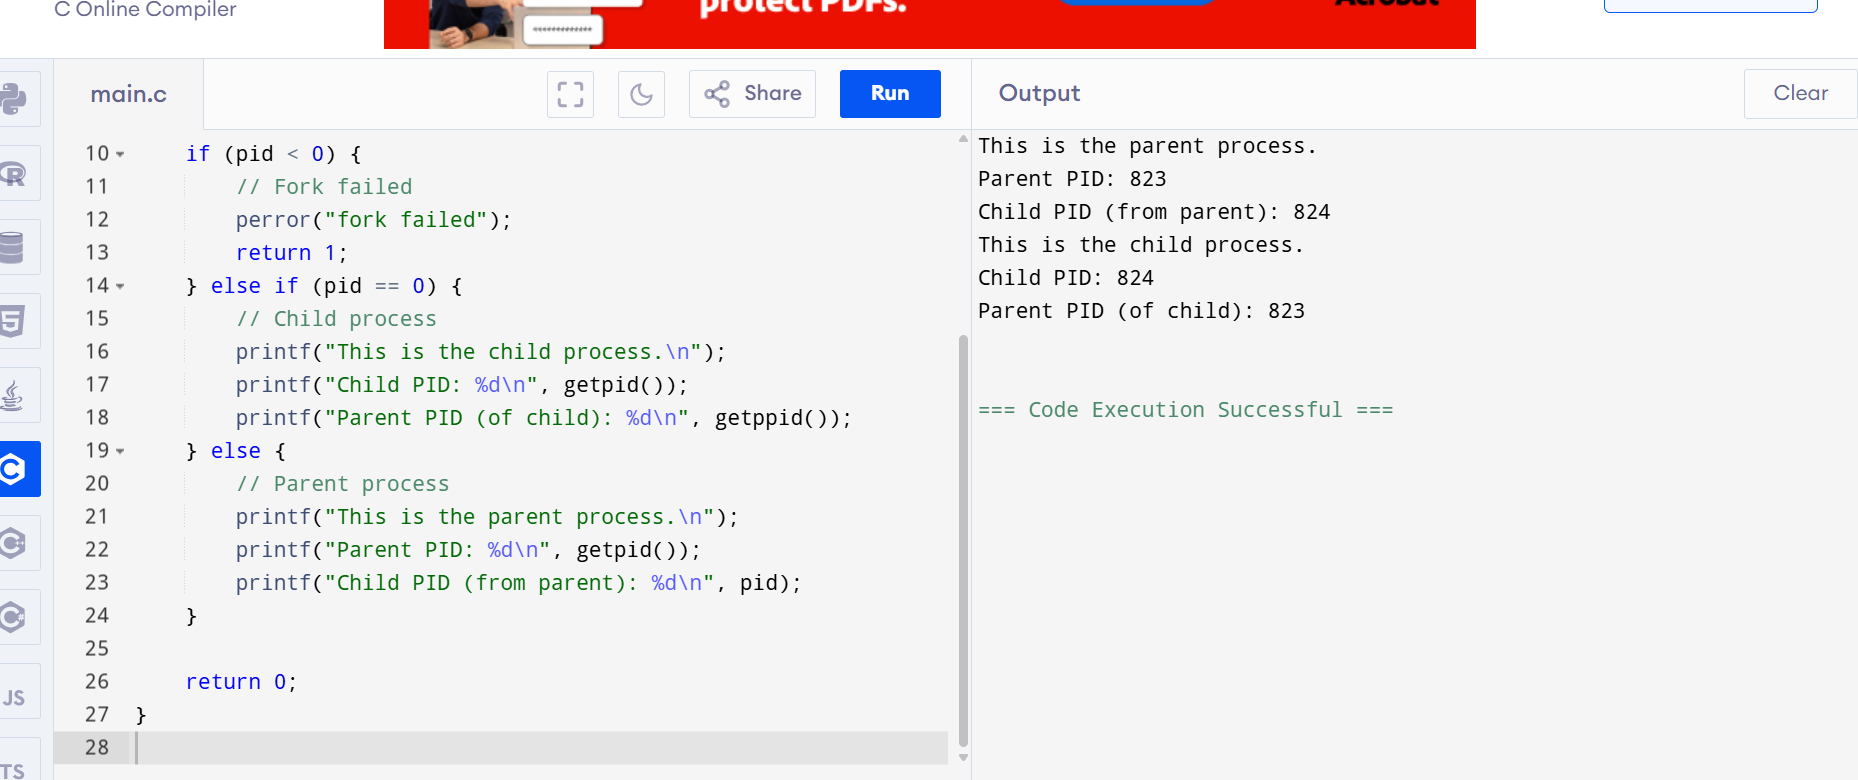 C Online Compiler
protect PDFs.
Acrobat
*************
main.c
Share
Run
Output
Clear
10 if (pid < 0) {
11 // Fork failed
12 perror("fork failed");
13 return 1;
14 } else if (pid == 0) {
15 // Child process
16 printf("This is the child process.\n");
17 printf("Child PID: %d\n", getpid());
18 printf("Parent PID (of child): %d\n", getppid());
19 } else {
20 // Parent process
21 printf("This is the parent process.\n");
22 printf("Parent PID: %d\n", getpid());
23 printf("Child PID (from parent): %d\n", pid);
24 }
25
26 return 0;
27 }
28
This is the parent process.
Parent PID: 823
Child PID (from parent): 824
This is the child process.
Child PID: 824
Parent PID (of child): 823
=== Code Execution Successful ===
R
5
C
C
C#
JS
TS